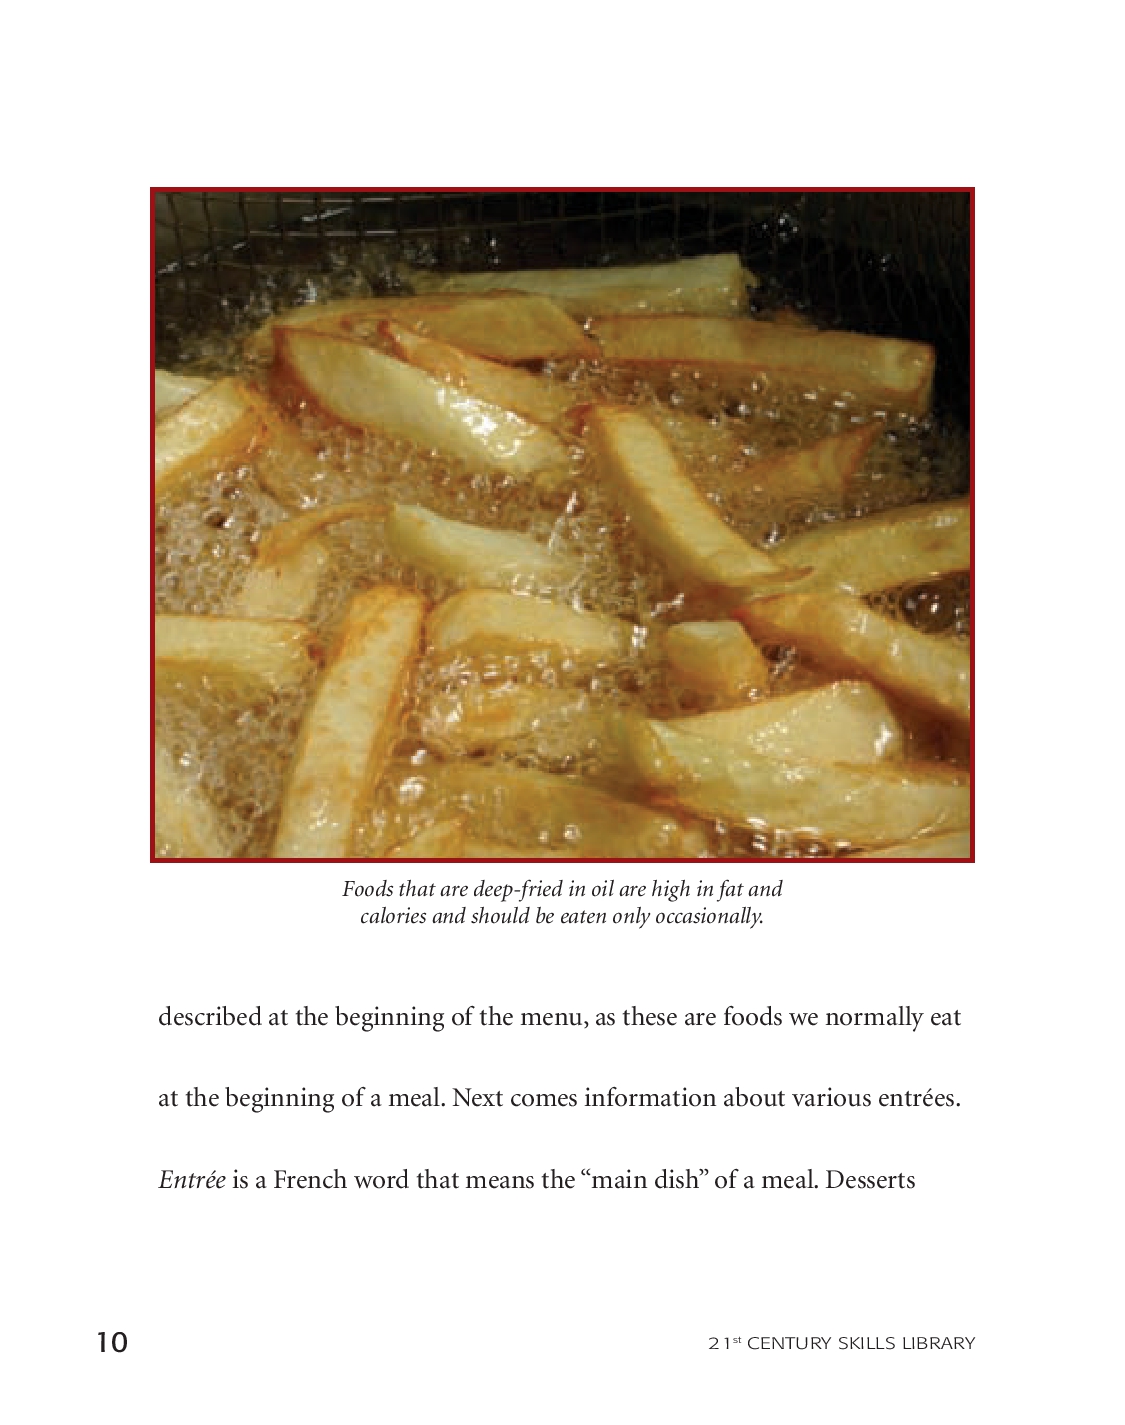 Foods that are deep-fried in oil are high in fat and
calories and should be eaten only occasionally.
described at the beginning of the menu, as these are foods we normally eat
at the beginning of a meal. Next comes information about various entrées.
Entrée is a French word that means the “main dish” of a meal. Desserts
10
21st CENTURY SKILLS LIBRARY